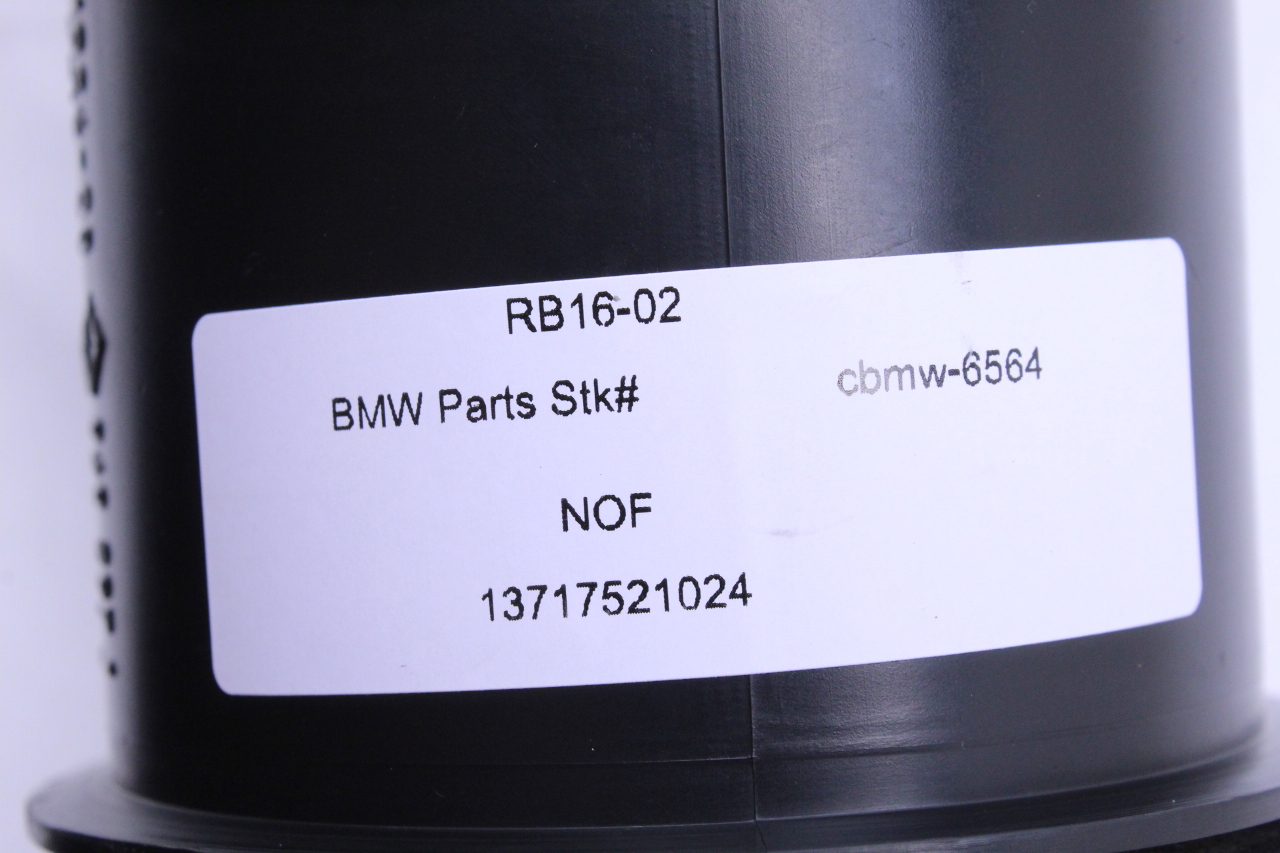 RB16-02
BMW Parts Stk# cbmw-6564
NOF
13717521024